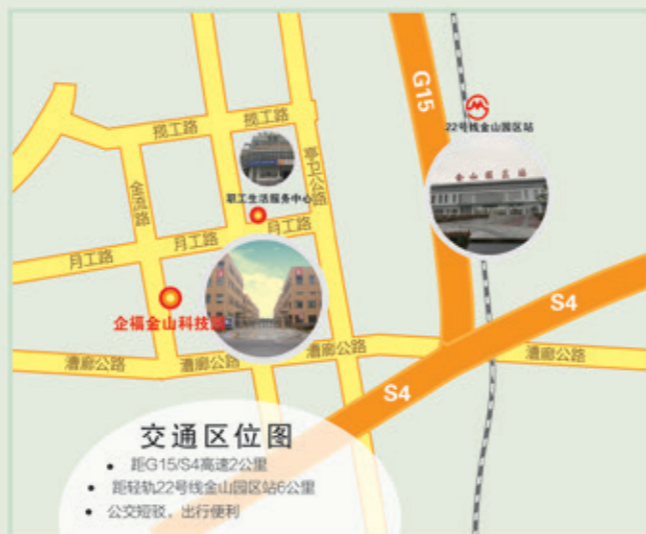 G15
22号线金山园区站
金山园区站
揽工路
揽工路
亭卫公路
金流路
职工生活服务中心
月工路
月工路
S4
企福金山科技园
漕廊公路
漕廊公路
漕廊公路
漕廊公路
S4
交通区位图
• 距G15/S4高速2公里
• 距轻轨22号线金山园区站6公里
• 公交短驳，出行便利